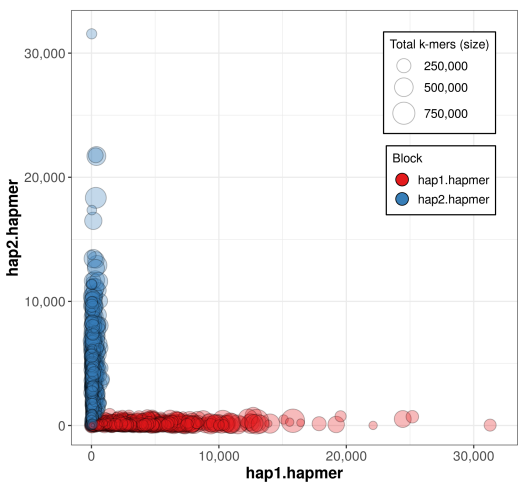 30,000
20,000
10,000
0
hap2.hapmer
Total k-mers (size)
250,000
500,000
750,000
Block
hap1.hapmer
hap2.hapmer
0
10,000
20,000
30,000
hap1.hapmer